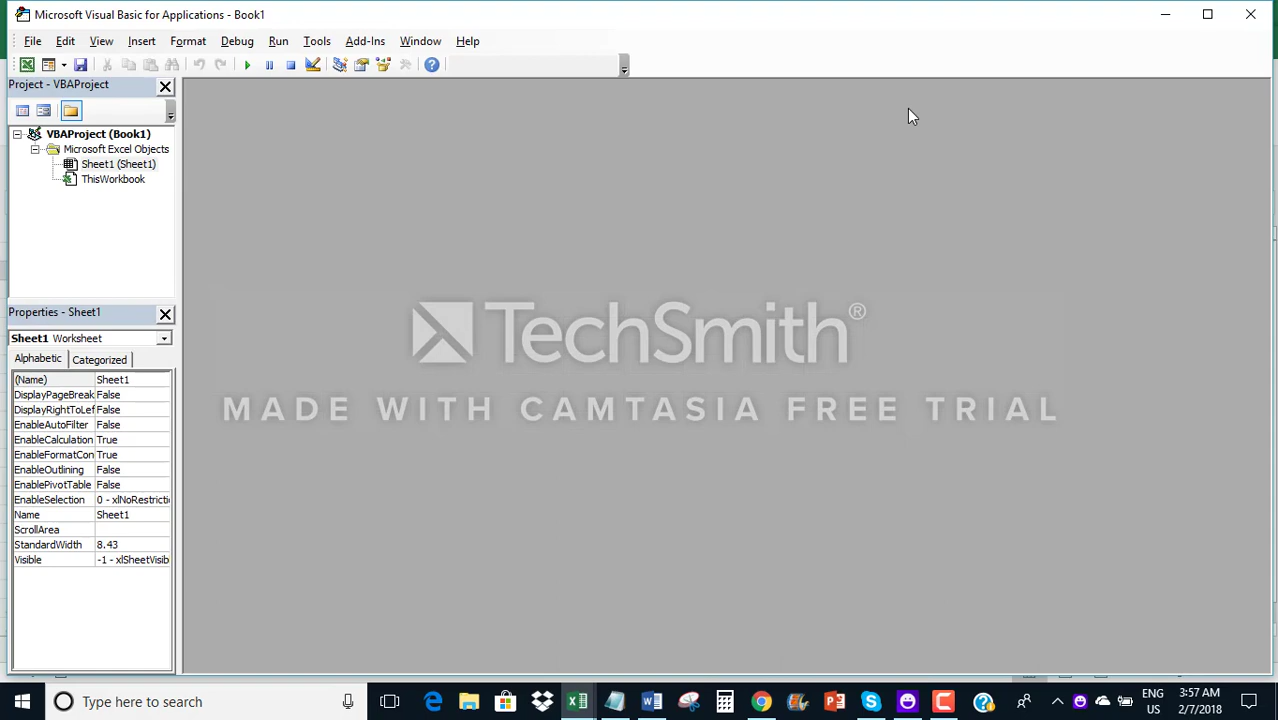 Microsoft Visual Basic for Applications - Book1
File Edit View Insert Format Debug Run Tools Add-Ins Window Help
Project - VBAProject
VBAProject (Book1)
Microsoft Excel Objects
Sheet1 (Sheet1)
ThisWorkbook
TechSmith®
MADE WITH CAMTASIA FREE TRIAL
Properties - Sheet1
Sheet1 Worksheet
Alphabetic Categorized
(Name) Sheet1
DisplayPageBreak False
DisplayRightToLef False
EnableAutoFilter False
EnableCalculation True
EnableFormatCon True
EnableOutlining False
EnablePivotTable False
EnableSelection 0 - xlNoRestricti
Name Sheet1
ScrollArea
StandardWidth 8.43
Visible -1 - xlSheetVisib
Type here to search
ENG
US
3:57 AM
2/7/2018